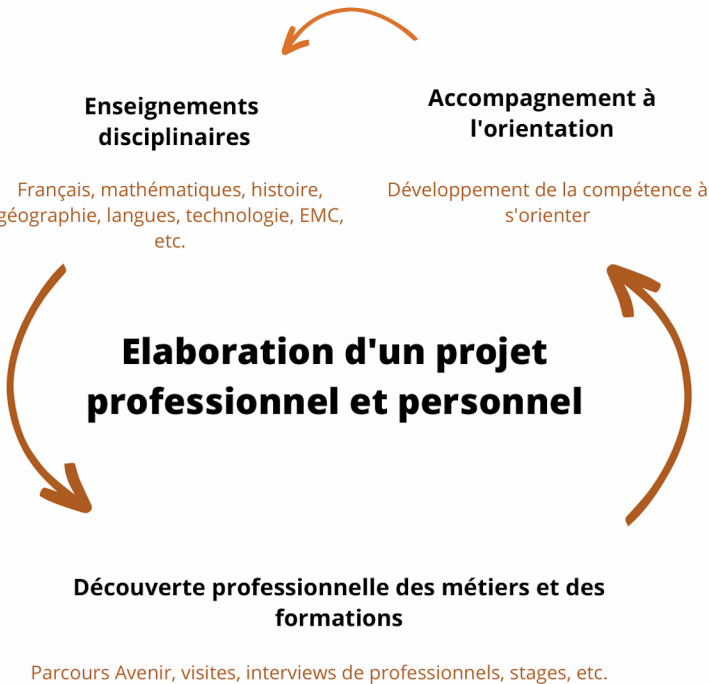 Enseignements
disciplinaires
Français, mathématiques, histoire,
géographie, langues, technologie, EMC,
etc.
Accompagnement à
l'orientation
Développement de la compétence à
s'orienter
Elaboration d'un projet
professionnel et personnel
Découverte professionnelle des métiers et des
formations
Parcours Avenir, visites, interviews de professionnels, stages, etc.